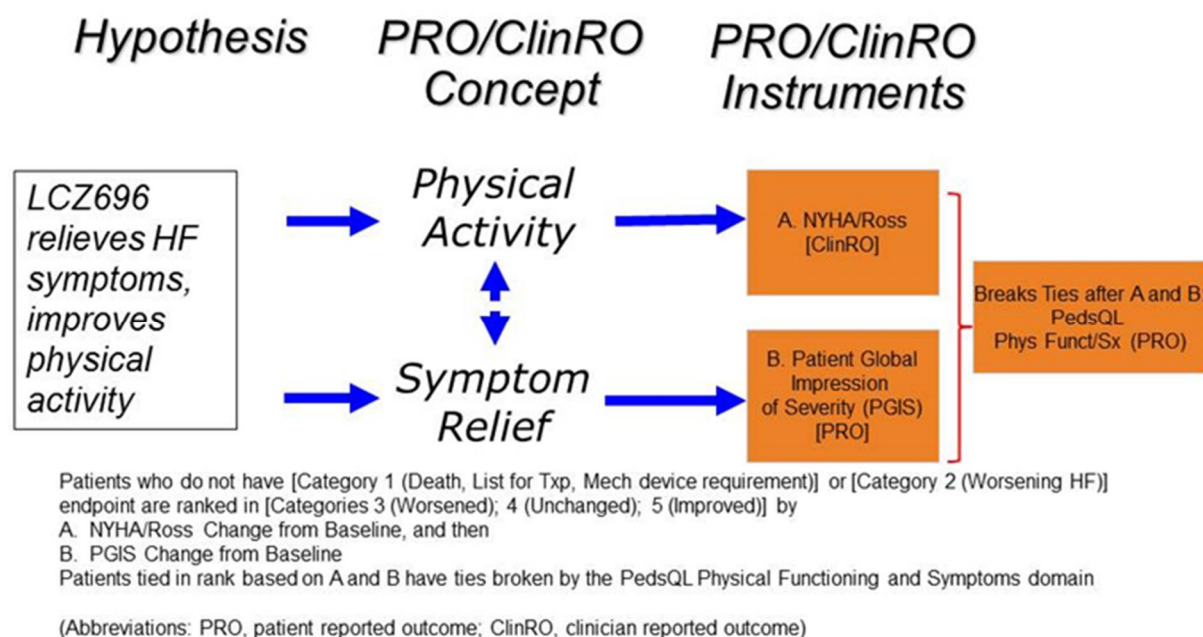 Hypothesis
PRO/ClinRO
Concept
PRO/ClinRO
Instruments
LCZ696
relieves HF
symptoms,
improves
physical
activity
Physical
Activity
Symptom
Relief
A. NYHA/Ross
[ClinRO]
B. Patient Global
Impression
of Severity (PGIS)
[PRO]
Breaks Ties after A and B
PedsQL
Phys Funct/Sx (PRO)
Patients who do not have [Category 1 (Death, List for Txp, Mech device requirement)] or [Category 2 (Worsening HF)]
endpoint are ranked in [Categories 3 (Worsened); 4 (Unchanged); 5 (Improved)] by
A. NYHA/Ross Change from Baseline, and then
B. PGIS Change from Baseline
Patients tied in rank based on A and B have ties broken by the PedsQL Physical Functioning and Symptoms domain
(Abbreviations: PRO, patient reported outcome; ClinRO, clinician reported outcome)